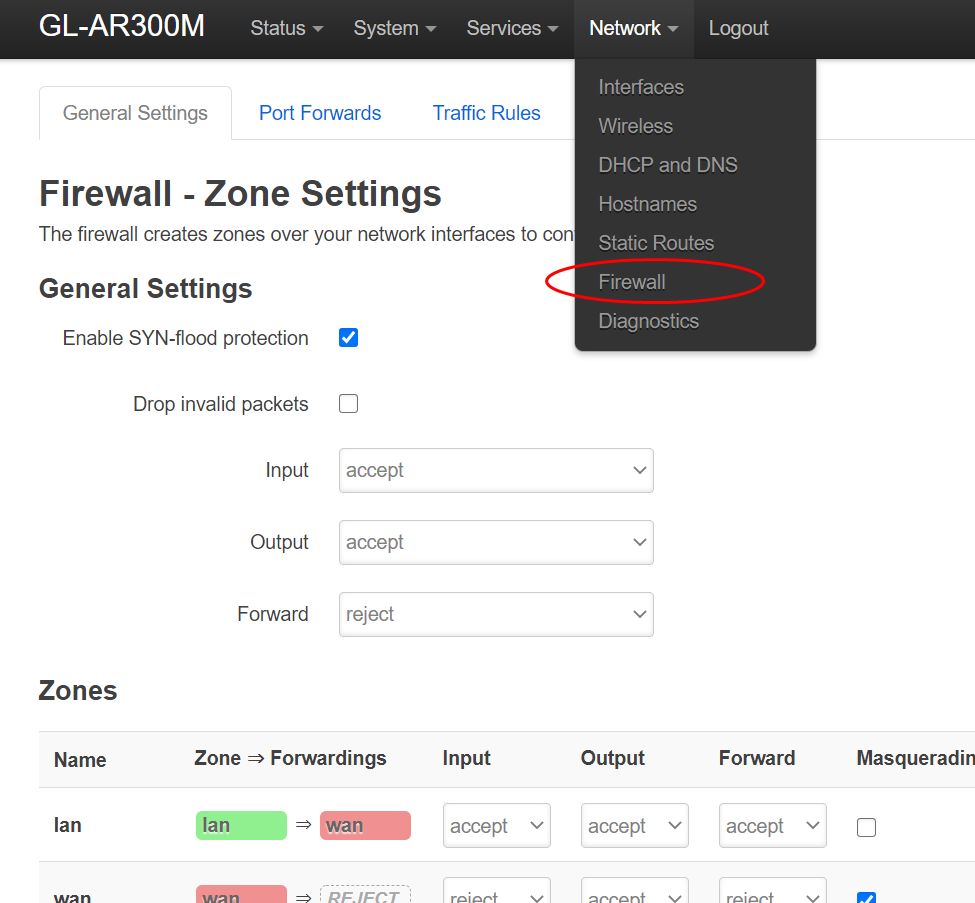 GL-AR300M Status System Services Network Logout
Interfaces
Wireless
DHCP and DNS
Hostnames
Static Routes
Firewall
Diagnostics
General Settings Port Forwards Traffic Rules
Firewall - Zone Settings
The firewall creates zones over your network interfaces to con
General Settings
Enable SYN-flood protection
Drop invalid packets
Input accept
Output accept
Forward reject
Zones
Name Zone ⇒ Forwardings Input Output Forward Masqueradin
lan lan ⇒ wan accept accept accept
wan wan ⇒ REJECT reject accept reject